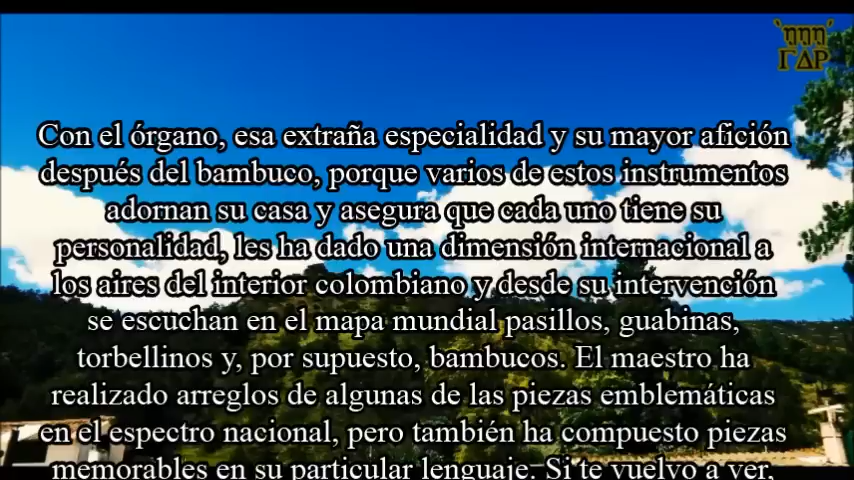 'ηηη'
ΓΔΡ
Con el órgano, esa extraña especialidad y su mayor afición
después del bambuco, porque varios de estos instrumentos
adornan su casa y asegura que cada uno tiene su
personalidad, les ha dado una dimensión internacional a
los aires del interior colombiano y desde su intervención
se escuchan en el mapa mundial pasillos, guabinas,
torbellinos y, por supuesto, bambucos. El maestro ha
realizado arreglos de algunas de las piezas emblemáticas
en el espectro nacional, pero también ha compuesto piezas
memorables en su particular lenguaje. Si te vuelvo a ver,